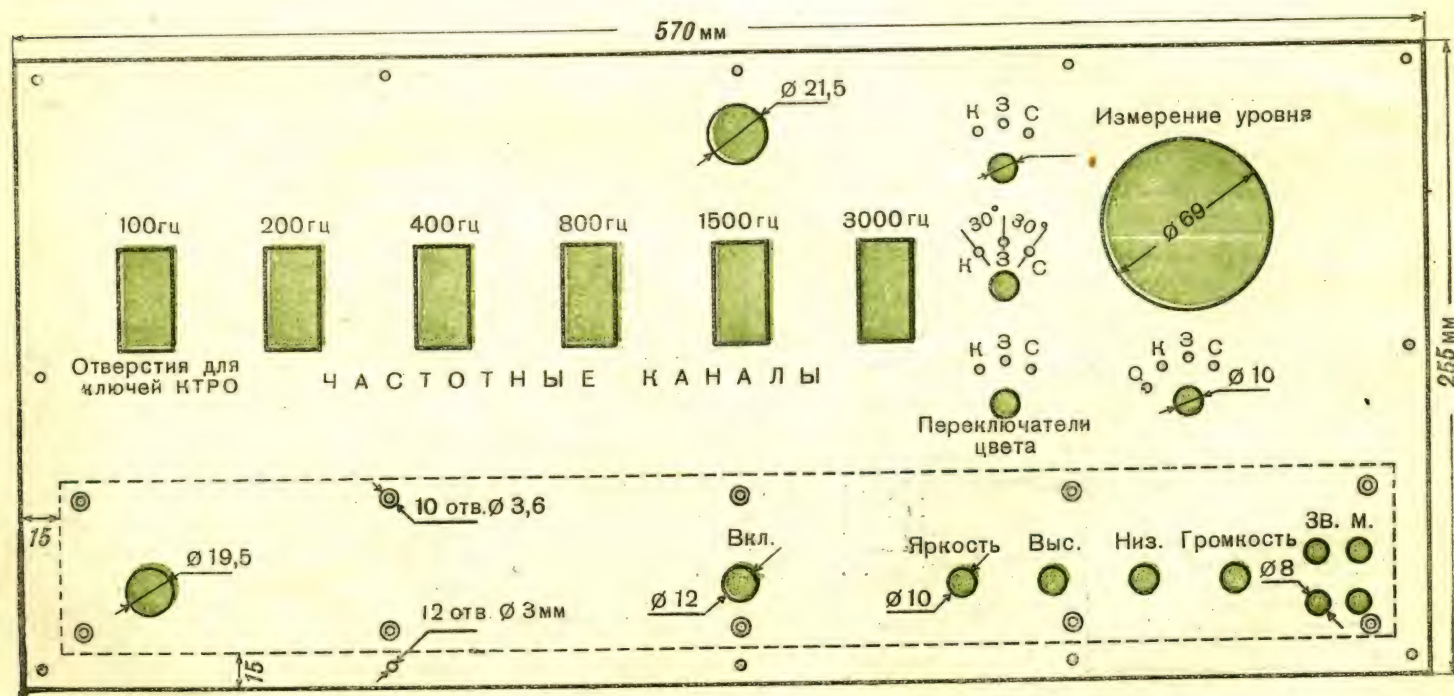 570 мм
Ø 21,5
К З С
Измерение уровня
100гц 200гц 400гц 800гц 1500гц 3000гц
30° 30°
К З С
Ø 69
255 мм
Отверстия для
ключей КТРО
ЧАСТОТНЫЕ КАНАЛЫ
К З С
О К З С
Ø 10
Переключатели
цвета
15
10 отв. Ø 3,6
Вкл.
Яркость Выс. Низ. Громкость ЗВ. М.
Ø 19,5
Ø 12
Ø10
Ø8
12 отв. Ø 3мм
15